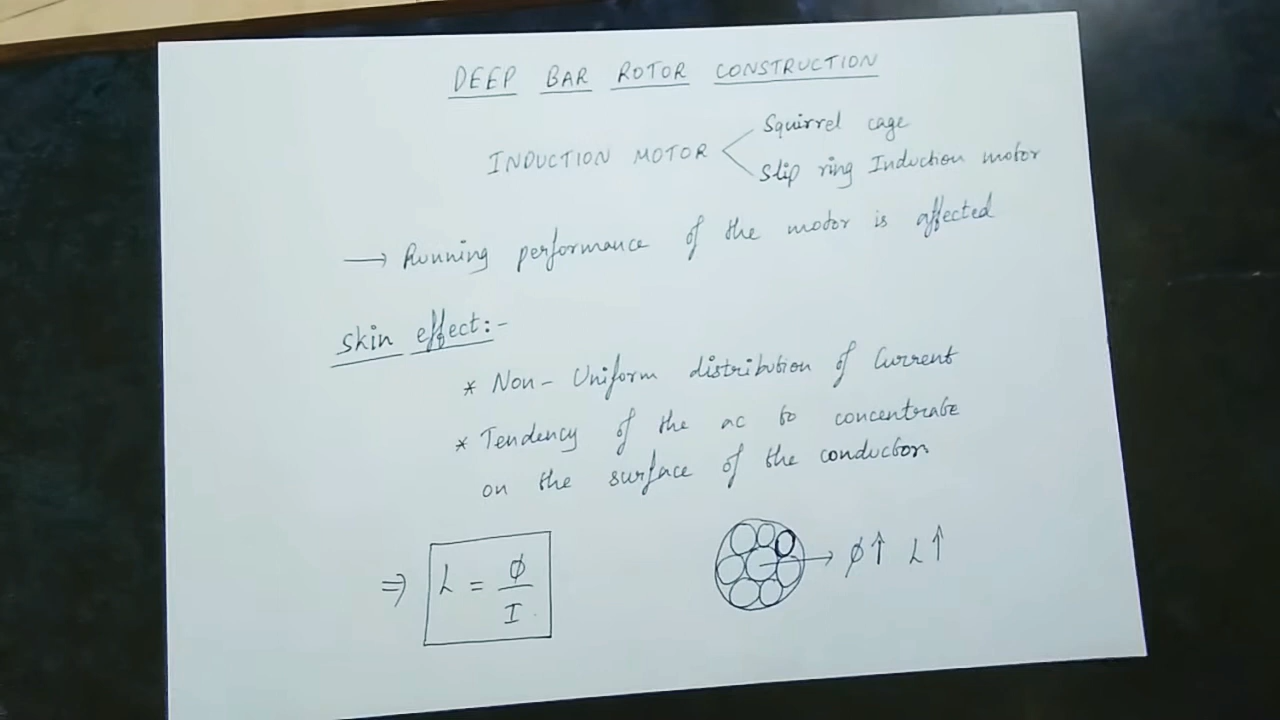 DEEP BAR ROTOR CONSTRUCTION
INDUCTION MOTOR
Squirrel cage
Slip ring Induction motor
→ Running performance of the motor is affected
Skin effect:-
* Non-Uniform distribution of Current
* Tendency of the ac to concentrate
on the surface of the conductor
⇒ L = ϕ/I
→ ϕ↑ L↑